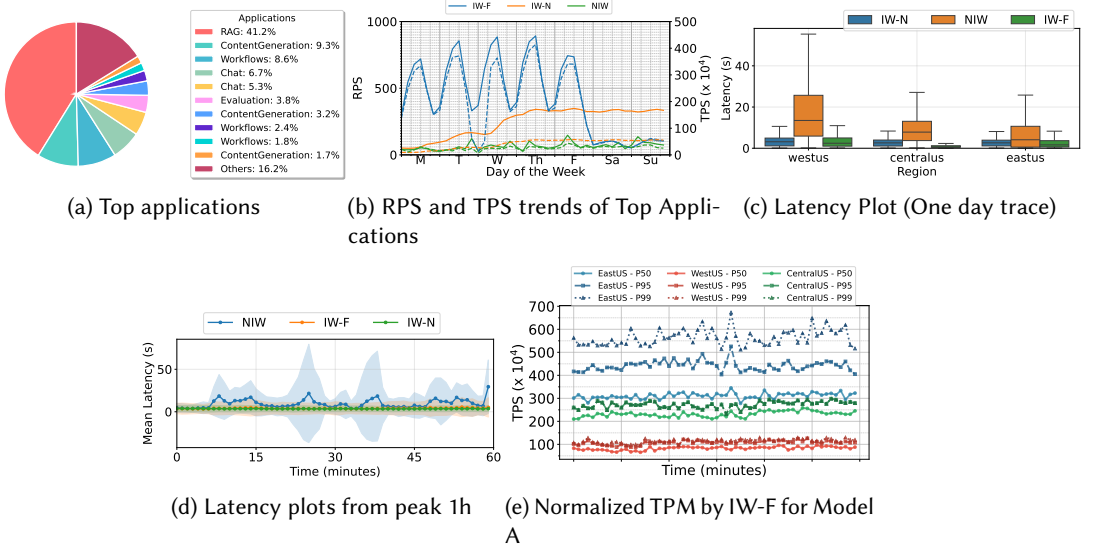 Applications
RAG: 41.2%
ContentGeneration: 9.3%
Workflows: 8.6%
Chat: 6.7%
Chat: 5.3%
Evaluation: 3.8%
ContentGeneration: 3.2%
Workflows: 2.4%
Workflows: 1.8%
ContentGeneration: 1.7%
Others: 16.2%
(a) Top applications
IW-F IW-N NIW
1000
500
0
RPS
500
400
300
200
100
0
TPS (x 10⁴)
M T W Th F Sa Su
Day of the Week
(b) RPS and TPS trends of Top Appli-
cations
IW-N NIW IW-F
Latency (s)
40
20
0
westus centralus eastus
Region
(c) Latency Plot (One day trace)
NIW IW-F IW-N
Mean Latency (s)
50
0
0 15 30 45 60
Time (minutes)
(d) Latency plots from peak 1h
EastUS - P50 WestUS - P50 CentralUS - P50
EastUS - P95 WestUS - P95 CentralUS - P95
EastUS - P99 WestUS - P99 CentralUS - P99
TPS (x 10⁴)
700
600
500
400
300
200
100
Time (minutes)
(e) Normalized TPM by IW-F for Model
A